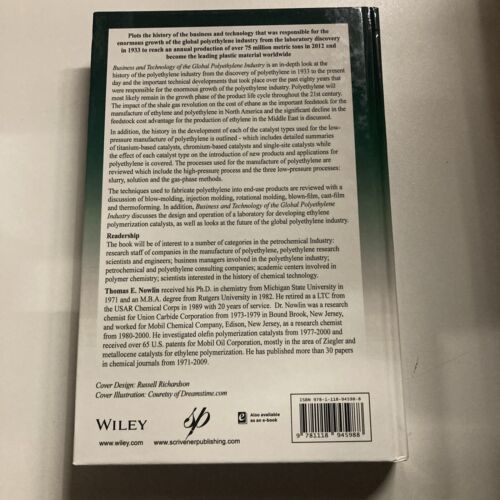 Plots the history of the business and technology that was responsible for the
enormous growth of the global polyethylene industry from the laboratory discovery
in 1933 to reach an annual production of over 75 million metric tons in 2012 and
become the leading plastic material worldwide
Business and Technology of the Global Polyethylene Industry is an in-depth look at the
history of the polyethylene industry from the discovery of polyethylene in 1933 to the present
day and the important technical developments that took place over the past eighty years that
were responsible for the enormous growth of the polyethylene industry. Polyethylene will
most likely remain in the growth phase of the product life cycle throughout the 21st century.
The impact of the shale gas revolution on the cost of ethane as the important feedstock for the
manufacture of ethylene and polyethylene in North America and the significant decline in the
feedstock cost advantage for the production of ethylene in the Middle East is discussed.
In addition, the history in the development of each of the catalyst types used for the low-
pressure manufacture of polyethylene is outlined - which includes detailed summaries
of titanium-based catalysts, chromium-based catalysts and single-site catalysts while
the effect of each catalyst type on the introduction of new products and applications for
polyethylene is covered. The processes used for the manufacture of polyethylene are
reviewed which include the high-pressure process and the three low-pressure processes:
slurry, solution and the gas-phase methods.
The techniques used to fabricate polyethylene into end-use products are reviewed with a
discussion of blow-molding, injection molding, rotational molding, blown-film, cast-film
and thermoforming. In addition, Business and Technology of the Global Polyethylene
Industry discusses the design and operation of a laboratory for developing ethylene
polymerization catalysts, as well as looks at the future of the global polyethylene industry.
Readership
The book will be of interest to a number of categories in the petrochemical Industry:
research staff of companies in the manufacture of polyethylene, polyethylene research
scientists and engineers; business managers involved in the polyethylene industry;
petrochemical and polyethylene consulting companies; academic centers involved in
polymer chemistry; scientists interested in the history of chemical technology.
Thomas E. Nowlin received his Ph.D. in chemistry from Michigan State University in
1971 and an M.B.A. degree from Rutgers University in 1982. He retired as a LTC from
the USAR Chemical Corps in 1989 with 20 years of service. Dr. Nowlin was a research
chemist for Union Carbide Corporation from 1973-1979 in Bound Brook, New Jersey,
and worked for Mobil Chemical Company, Edison, New Jersey, as a research chemist
from 1980-2000. He investigated olefin polymerization catalysts from 1977-2000 and
received over 65 U.S. patents for Mobil Oil Corporation, mostly in the area of Ziegler and
metallocene catalysts for ethylene polymerization. He has published more than 30 papers
in chemical journals from 1971-2009.
Cover Design: Russell Richardson
Cover Illustration: Couretsy of Dreamstime.com
WILEY
www.wiley.com
sp
www.scrivenerpublishing.com
e
Also available
as an e-book
ISBN 978-1-118-94598-8
9 781118 945988